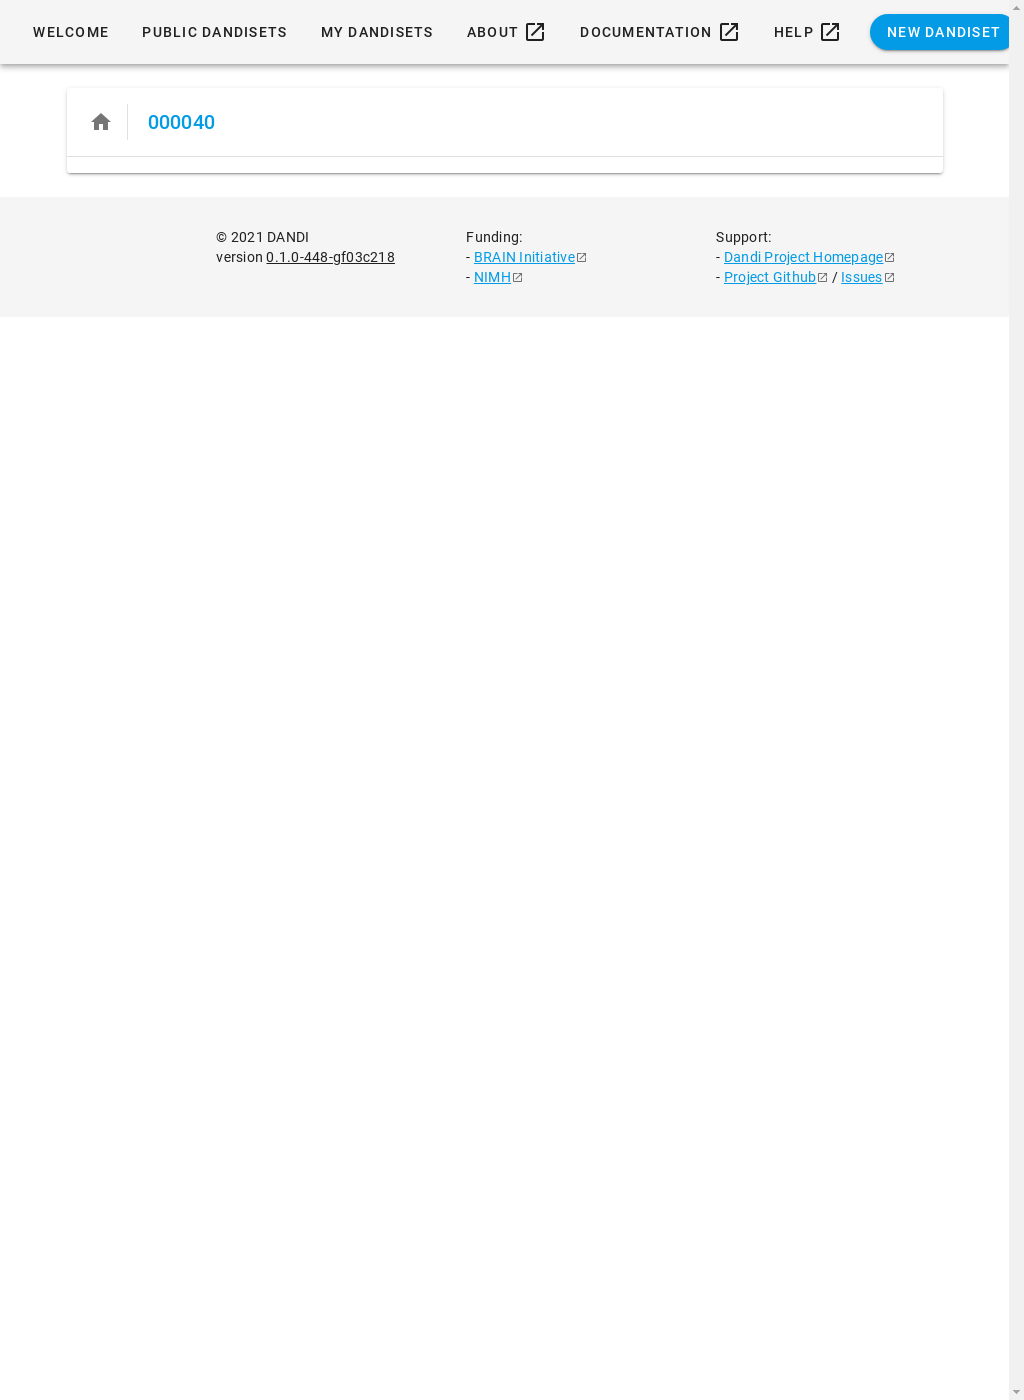 WELCOME PUBLIC DANDISETS MY DANDISETS ABOUT DOCUMENTATION HELP NEW DANDISET
000040
© 2021 DANDI
version 0.1.0-448-gf03c218
Funding:
- BRAIN Initiative
- NIMH
Support:
- Dandi Project Homepage
- Project Github / Issues